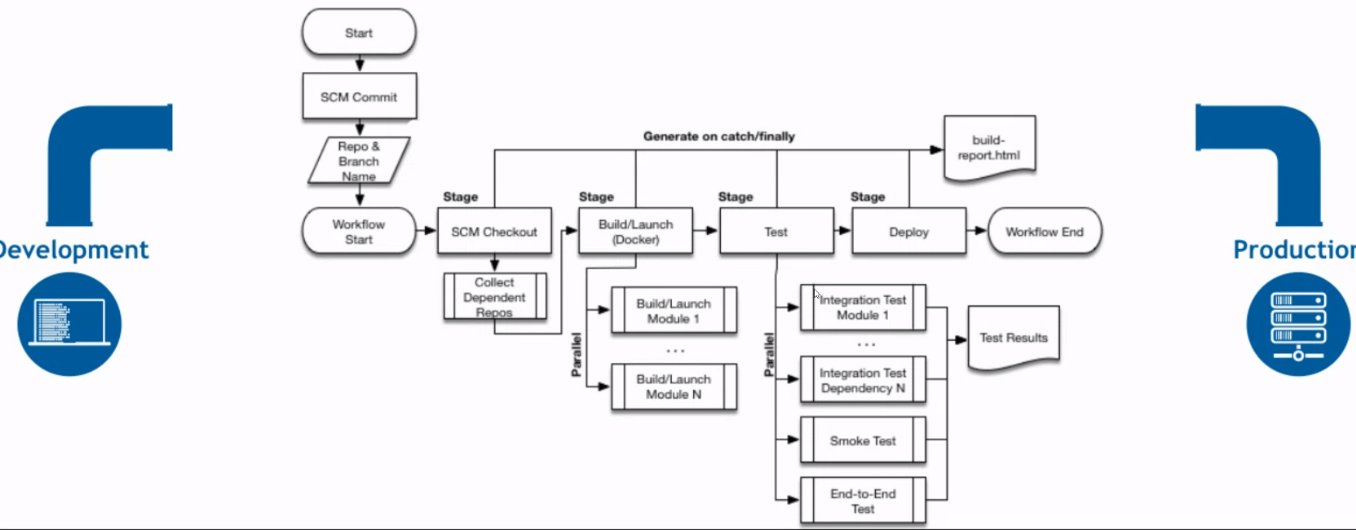 Start
SCM Commit
Repo &
Branch
Name
Workflow
Start
Generate on catch/finally
build-
report.html
Stage
SCM Checkout
Collect
Dependent
Repos
Stage
Build/Launch
(Docker)
Parallel
Build/Launch
Module 1
...
Build/Launch
Module N
Stage
Test
Parallel
Integration Test
Module 1
...
Integration Test
Dependency N
Smoke Test
End-to-End
Test
Test Results
Stage
Deploy
Workflow End
Development
Production